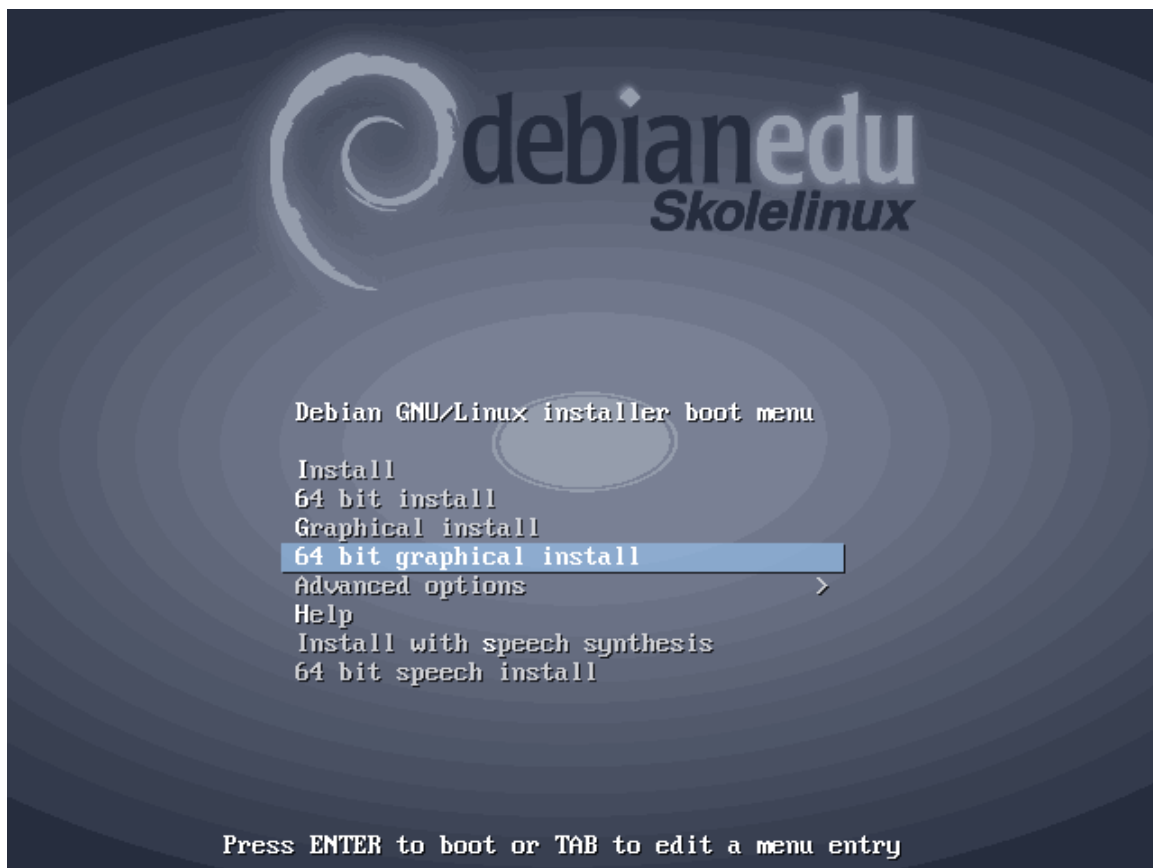 debianedu
Skolelinux
Debian GNU/Linux installer boot menu
Install
64 bit install
Graphical install
64 bit graphical install
Advanced options >
Help
Install with speech synthesis
64 bit speech install
Press ENTER to boot or TAB to edit a menu entry